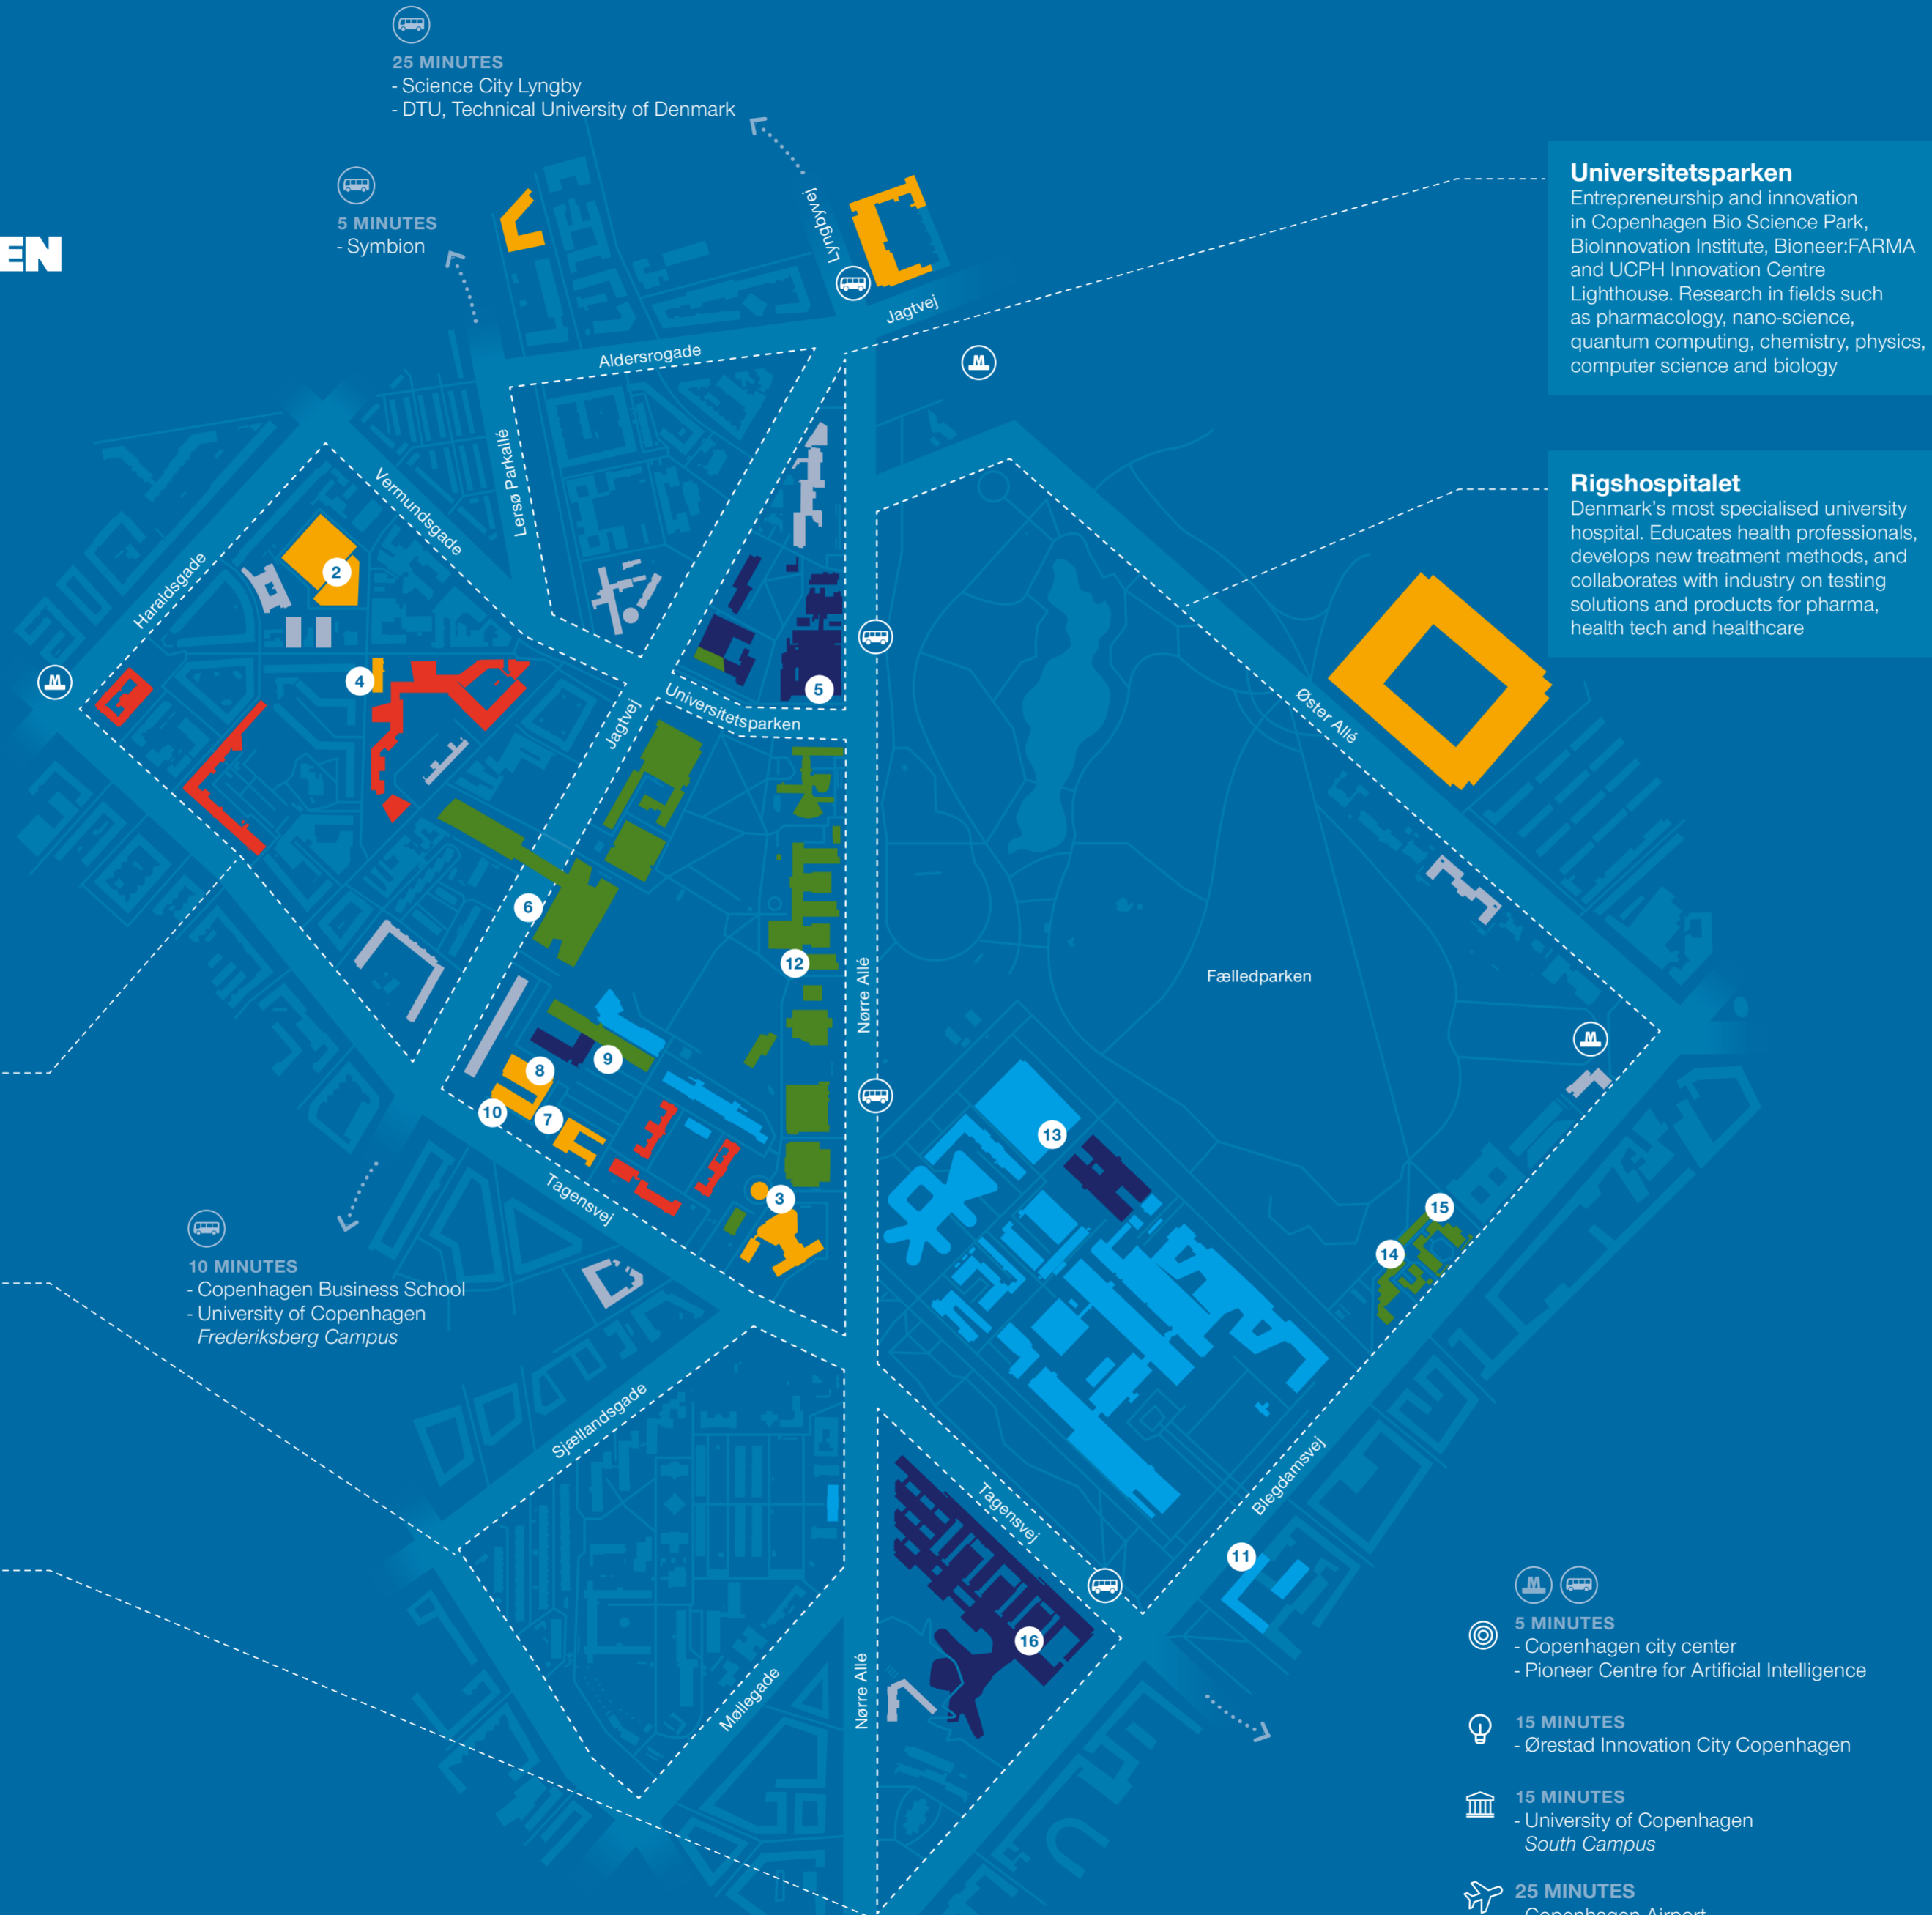 25 MINUTES
- Science City Lyngby
- DTU, Technical University of Denmark
5 MINUTES
- Symbion
EN
Lyngbyvej
Jagtvej
Aldersrogade
Lersø Parkallé
Vermundsgade
Haraldsgade
Universitetsparken
Entrepreneurship and innovation
in Copenhagen Bio Science Park,
BioInnovation Institute, Bioneer:FARMA
and UCPH Innovation Centre
Lighthouse. Research in fields such
as pharmacology, nano-science,
quantum computing, chemistry, physics,
computer science and biology
Rigshospitalet
Denmark's most specialised university
hospital. Educates health professionals,
develops new treatment methods, and
collaborates with industry on testing
solutions and products for pharma,
health tech and healthcare
M
2
M
4
5
Universitetsparken
Jagtvej
Øster Allé
6
12
Nørre Allé
Fælledparken
M
9
8
10
7
13
3
Tagensvej
15
14
10 MINUTES
- Copenhagen Business School
- University of Copenhagen
Frederiksberg Campus
Sjællandsgade
Tagensvej
Blegdamsvej
11
16
Møllegade
Nørre Allé
M
5 MINUTES
- Copenhagen city center
- Pioneer Centre for Artificial Intelligence
15 MINUTES
- Ørestad Innovation City Copenhagen
15 MINUTES
- University of Copenhagen
South Campus
25 MINUTES
- Copenhagen Airport